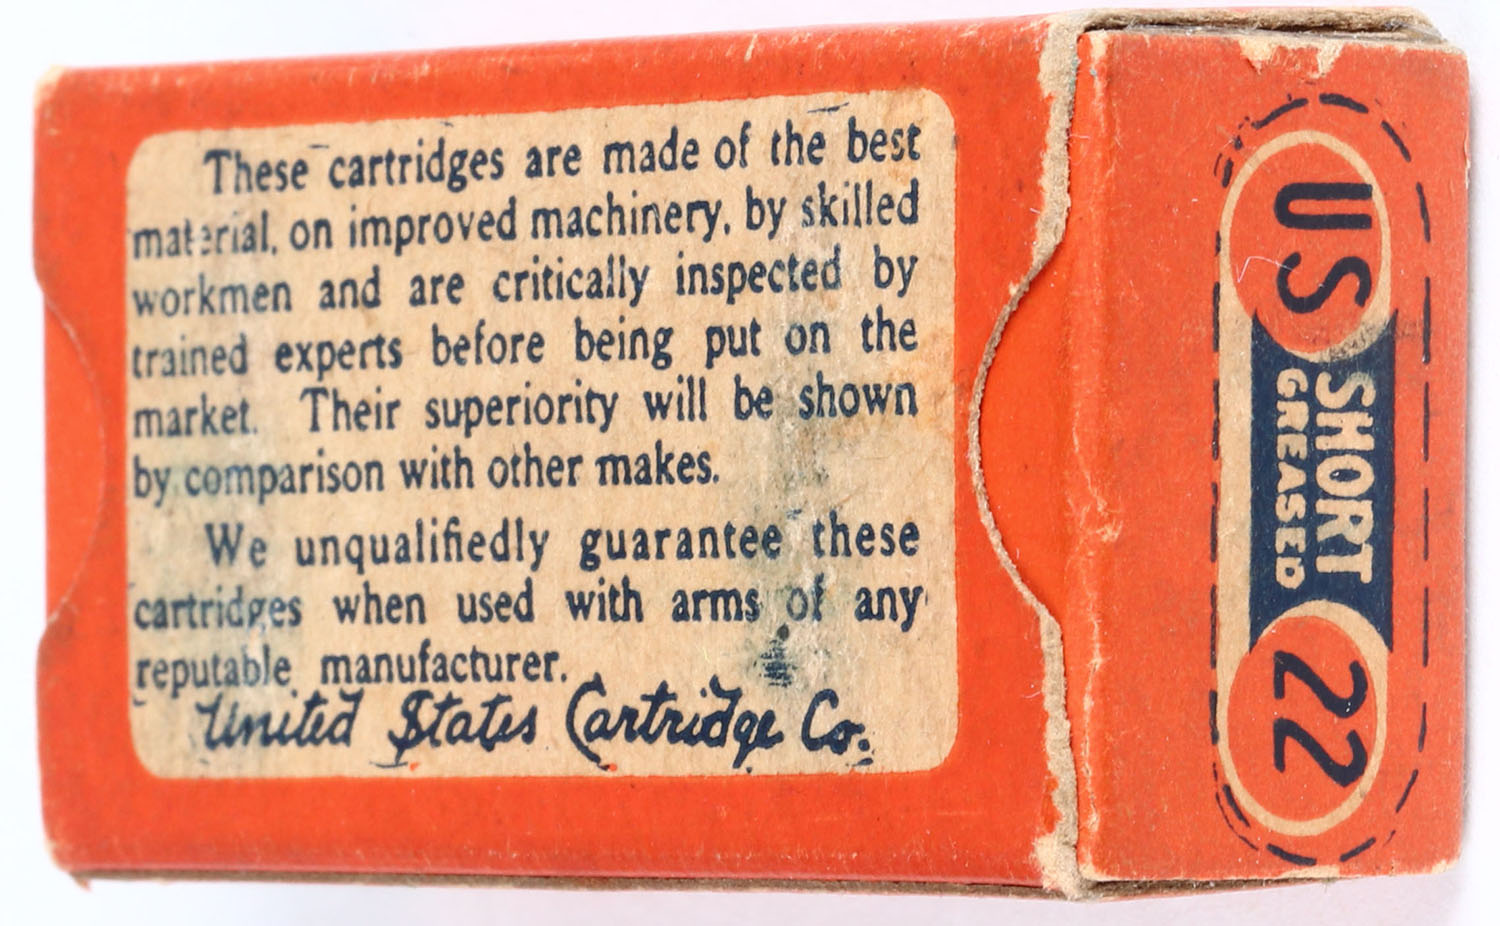 These cartridges are made of the best
material, on improved machinery, by skilled
workmen and are critically inspected by
trained experts before being put on the
market. Their superiority will be shown
by comparison with other makes.
We unqualifiedly guarantee these
cartridges when used with arms of any
reputable manufacturer.
United States Cartridge Co.
US
SHORT
GREASED
22